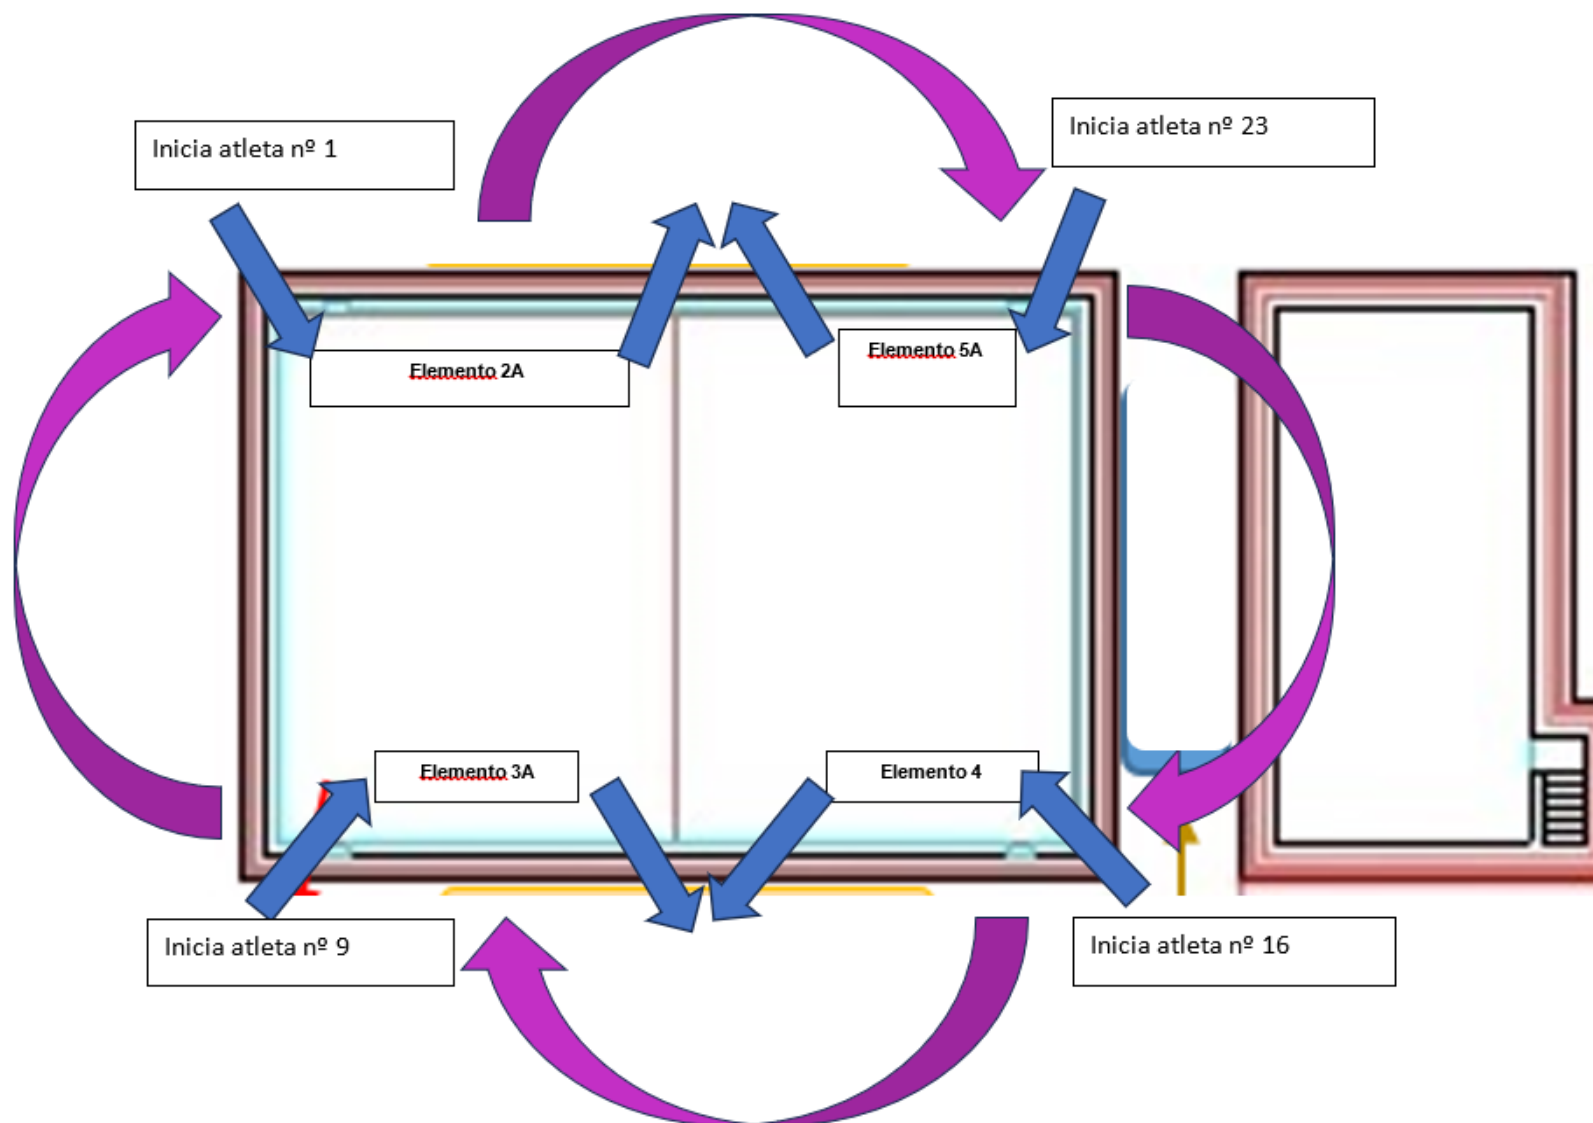 Inicia atleta nº 1
Inicia atleta nº 23
Elemento 2A
Elemento 5A
Elemento 3A
Elemento 4
Inicia atleta nº 9
Inicia atleta nº 16